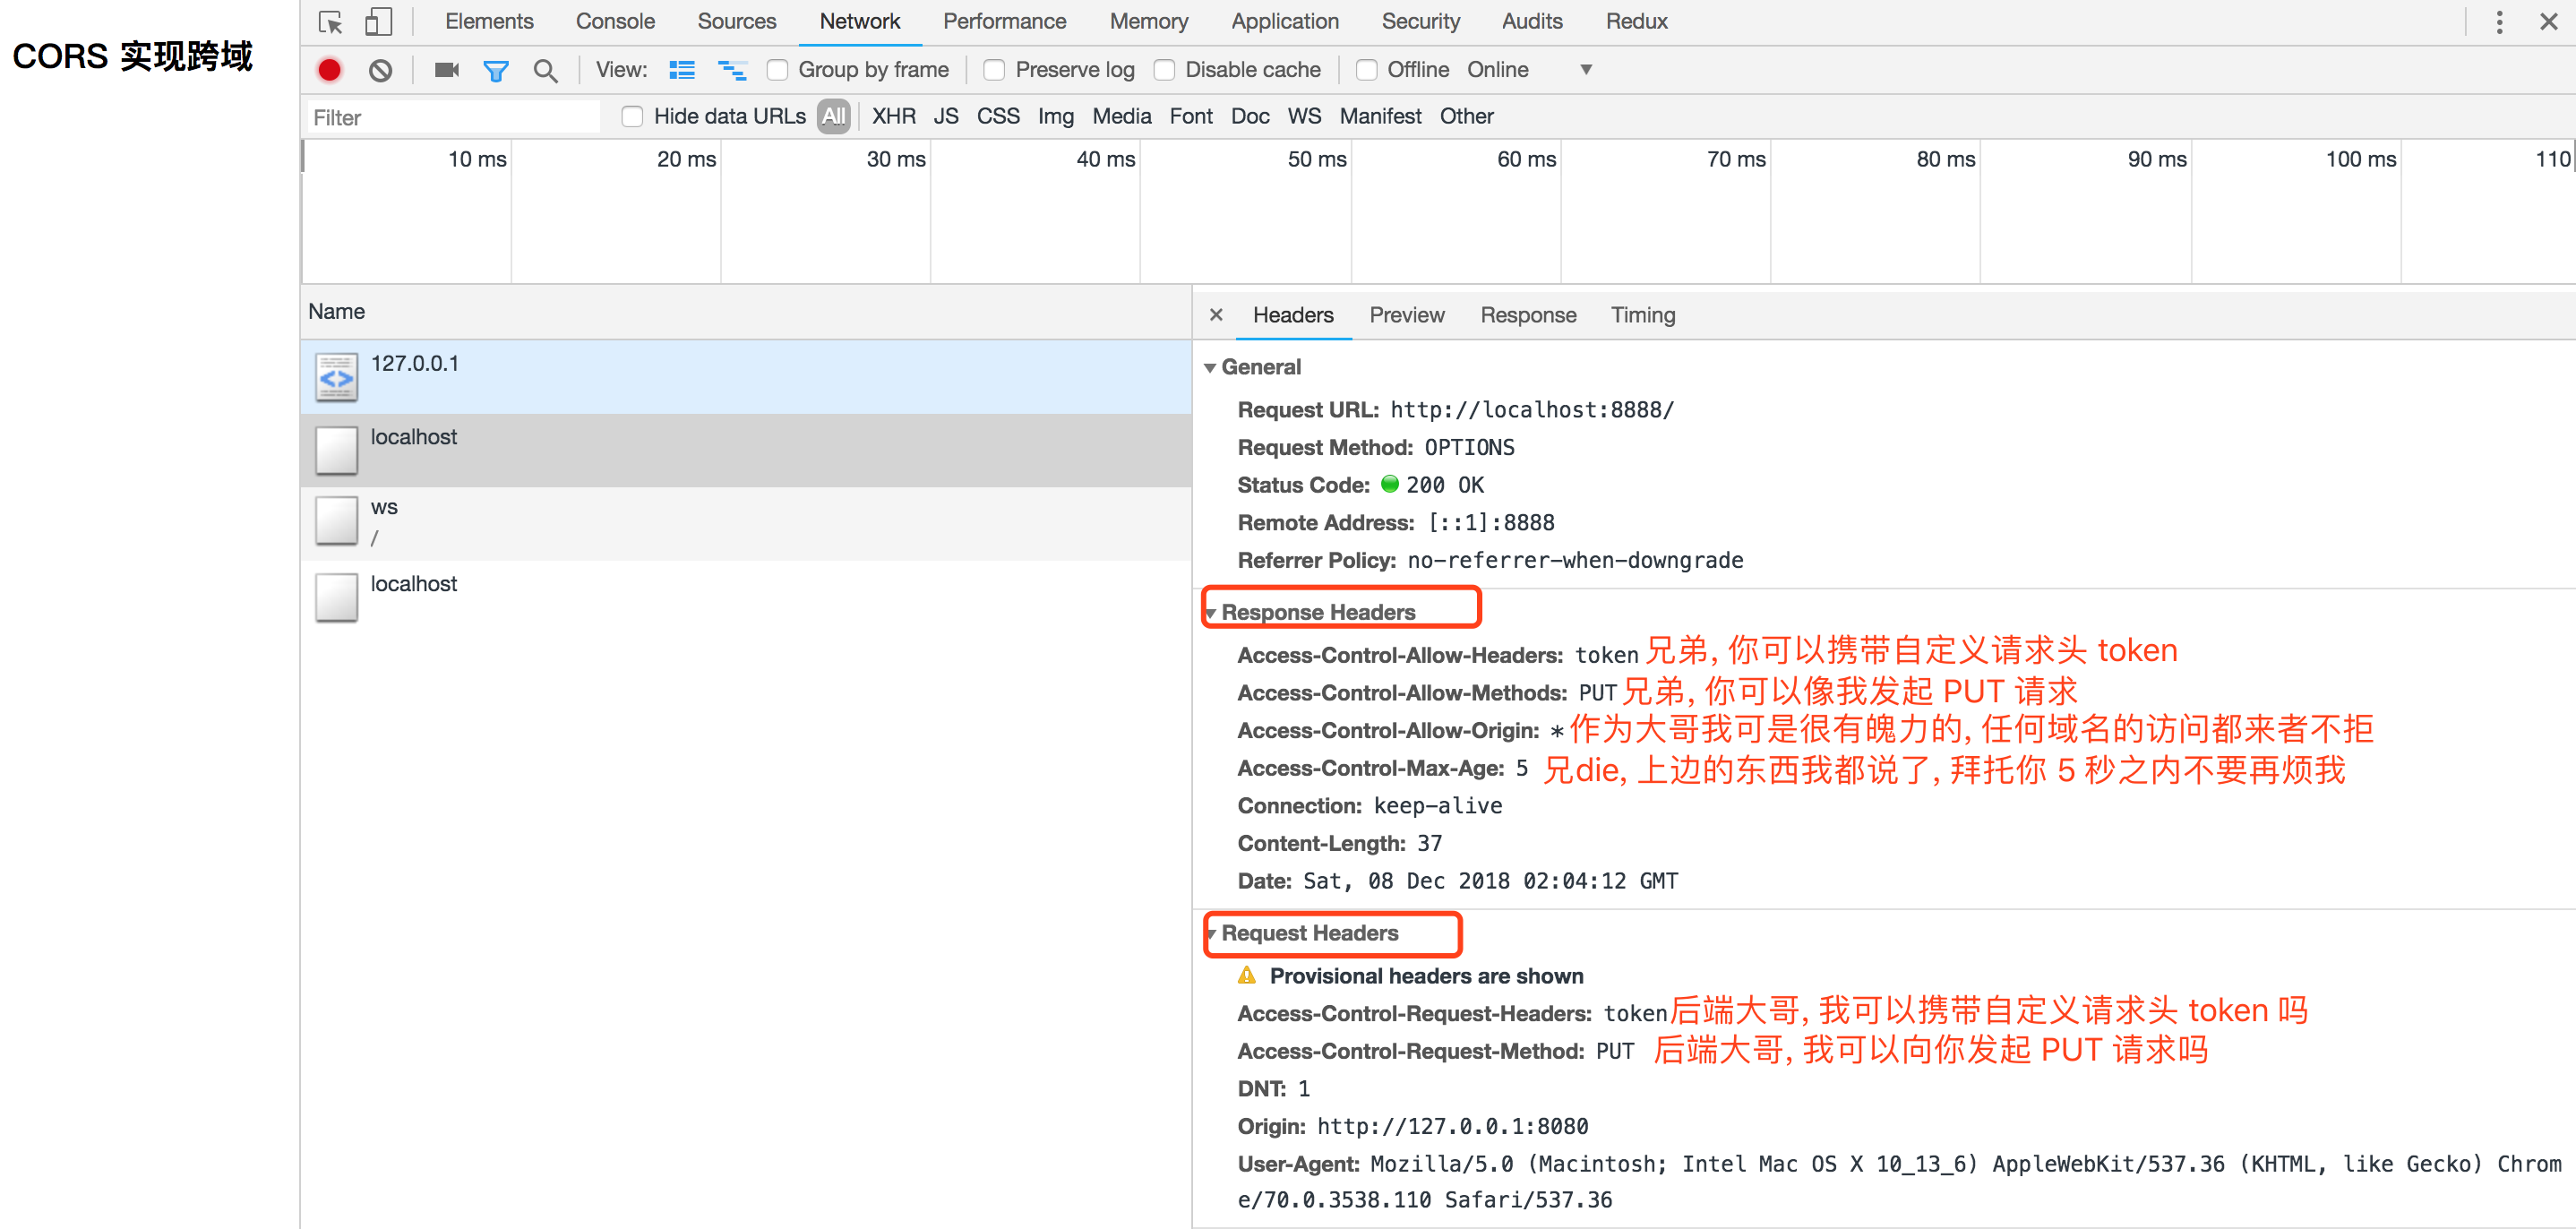 CORS 实现跨域
Elements Console Sources Network Performance Memory Application Security Audits Redux
View: Group by frame Preserve log Disable cache Offline Online
Filter Hide data URLs All XHR JS CSS Img Media Font Doc WS Manifest Other
10 ms 20 ms 30 ms 40 ms 50 ms 60 ms 70 ms 80 ms 90 ms 100 ms 110
Name
127.0.0.1
localhost
ws
/
localhost
Headers Preview Response Timing
General
Request URL: http://localhost:8888/
Request Method: OPTIONS
Status Code: 200 OK
Remote Address: [::1]:8888
Referrer Policy: no-referrer-when-downgrade
Response Headers
Access-Control-Allow-Headers: token 兄弟, 你可以携带自定义请求头 token
Access-Control-Allow-Methods: PUT 兄弟, 你可以像我发起 PUT 请求
Access-Control-Allow-Origin: * 作为大哥我可是很有魄力的, 任何域名的访问都来者不拒
Access-Control-Max-Age: 5 兄die, 上边的东西我都说了, 拜托你 5 秒之内不要再烦我
Connection: keep-alive
Content-Length: 37
Date: Sat, 08 Dec 2018 02:04:12 GMT
Request Headers
Provisional headers are shown
Access-Control-Request-Headers: token 后端大哥, 我可以携带自定义请求头 token 吗
Access-Control-Request-Method: PUT 后端大哥, 我可以向你发起 PUT 请求吗
DNT: 1
Origin: http://127.0.0.1:8080
User-Agent: Mozilla/5.0 (Macintosh; Intel Mac OS X 10_13_6) AppleWebKit/537.36 (KHTML, like Gecko) Chrom
e/70.0.3538.110 Safari/537.36